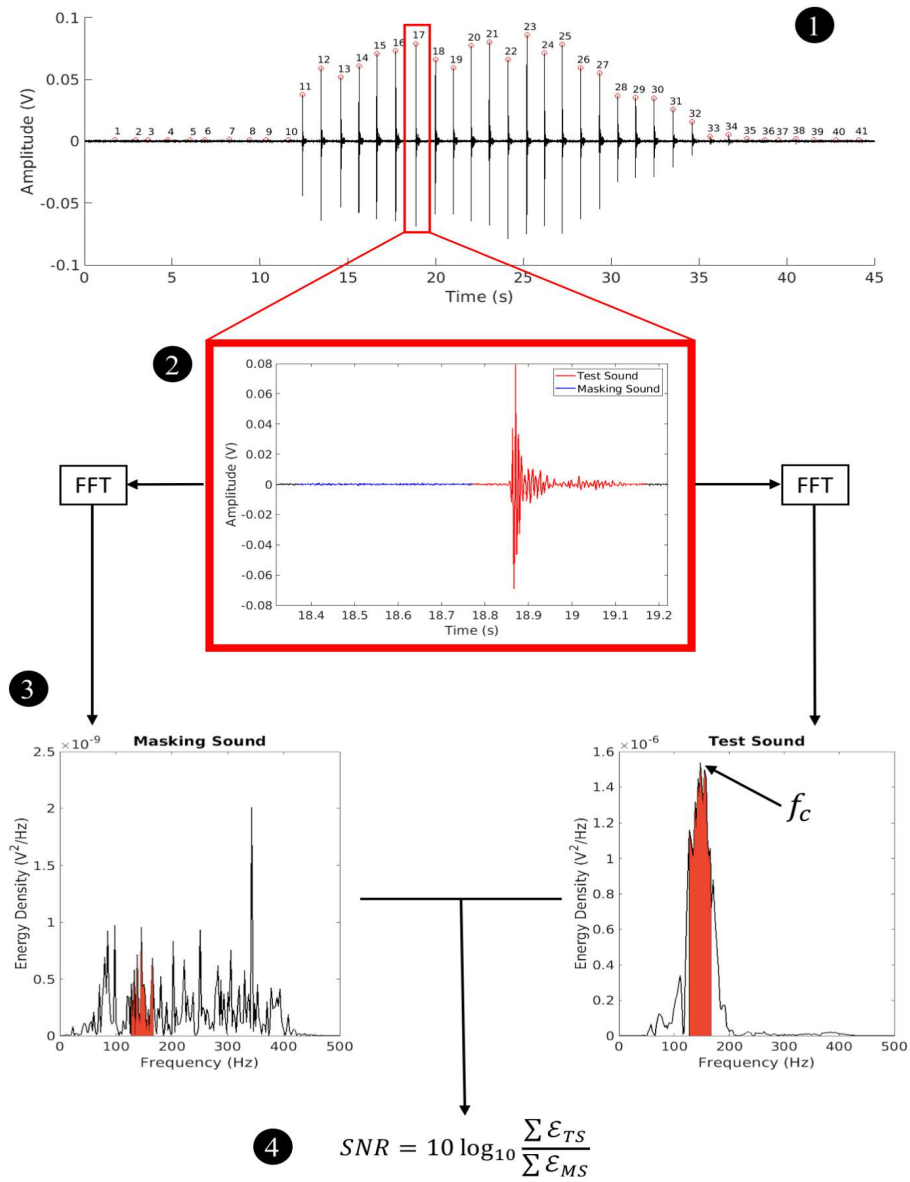 1
0.1
0.05
0
-0.05
-0.1
Amplitude (V)
1 2 3 4 5 6 7 8 9 10 11 12 13 14 15 16 17 18 19 20 21 22 23 24 25 26 27 28 29 30 31 32 33 34 35 36 37 38 39 40 41
0 5 10 15 20 25 30 35 40 45
Time (s)
2
0.08
0.06
0.04
0.02
0
-0.02
-0.04
-0.06
-0.08
Amplitude (V)
Test Sound
Masking Sound
18.4 18.5 18.6 18.7 18.8 18.9 19 19.1 19.2
Time (s)
FFT
FFT
3
×10⁻⁹
Masking Sound
2.5
2
1.5
1
0.5
0
Energy Density (V²/Hz)
0 100 200 300 400 500
Frequency (Hz)
×10⁻⁶
Test Sound
1.6
1.4
1.2
1
0.8
0.6
0.4
0.2
0
Energy Density (V²/Hz)
f_c
0 100 200 300 400 500
Frequency (Hz)
4
SNR = 10 log₁₀ ∑ ℰ_TS / ∑ ℰ_MS